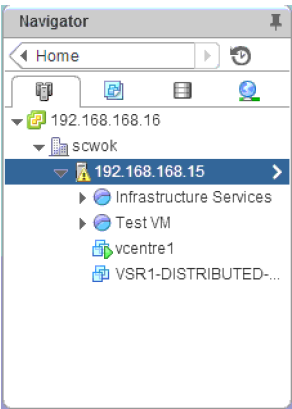 Navigator
Home
192.168.168.16
scwok
192.168.168.15
Infrastructure Services
Test VM
vcentre1
VSR1-DISTRIBUTED-...